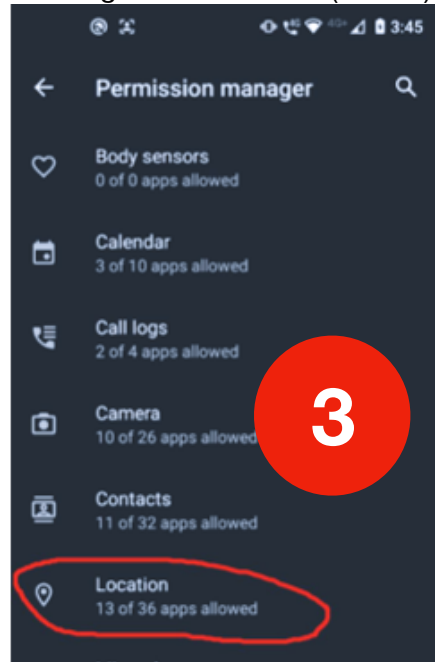 3:45
Permission manager
Body sensors
0 of 0 apps allowed
Calendar
3 of 10 apps allowed
Call logs
2 of 4 apps allowed
Camera
10 of 26 apps allowed
3
Contacts
11 of 32 apps allowed
Location
13 of 36 apps allowed